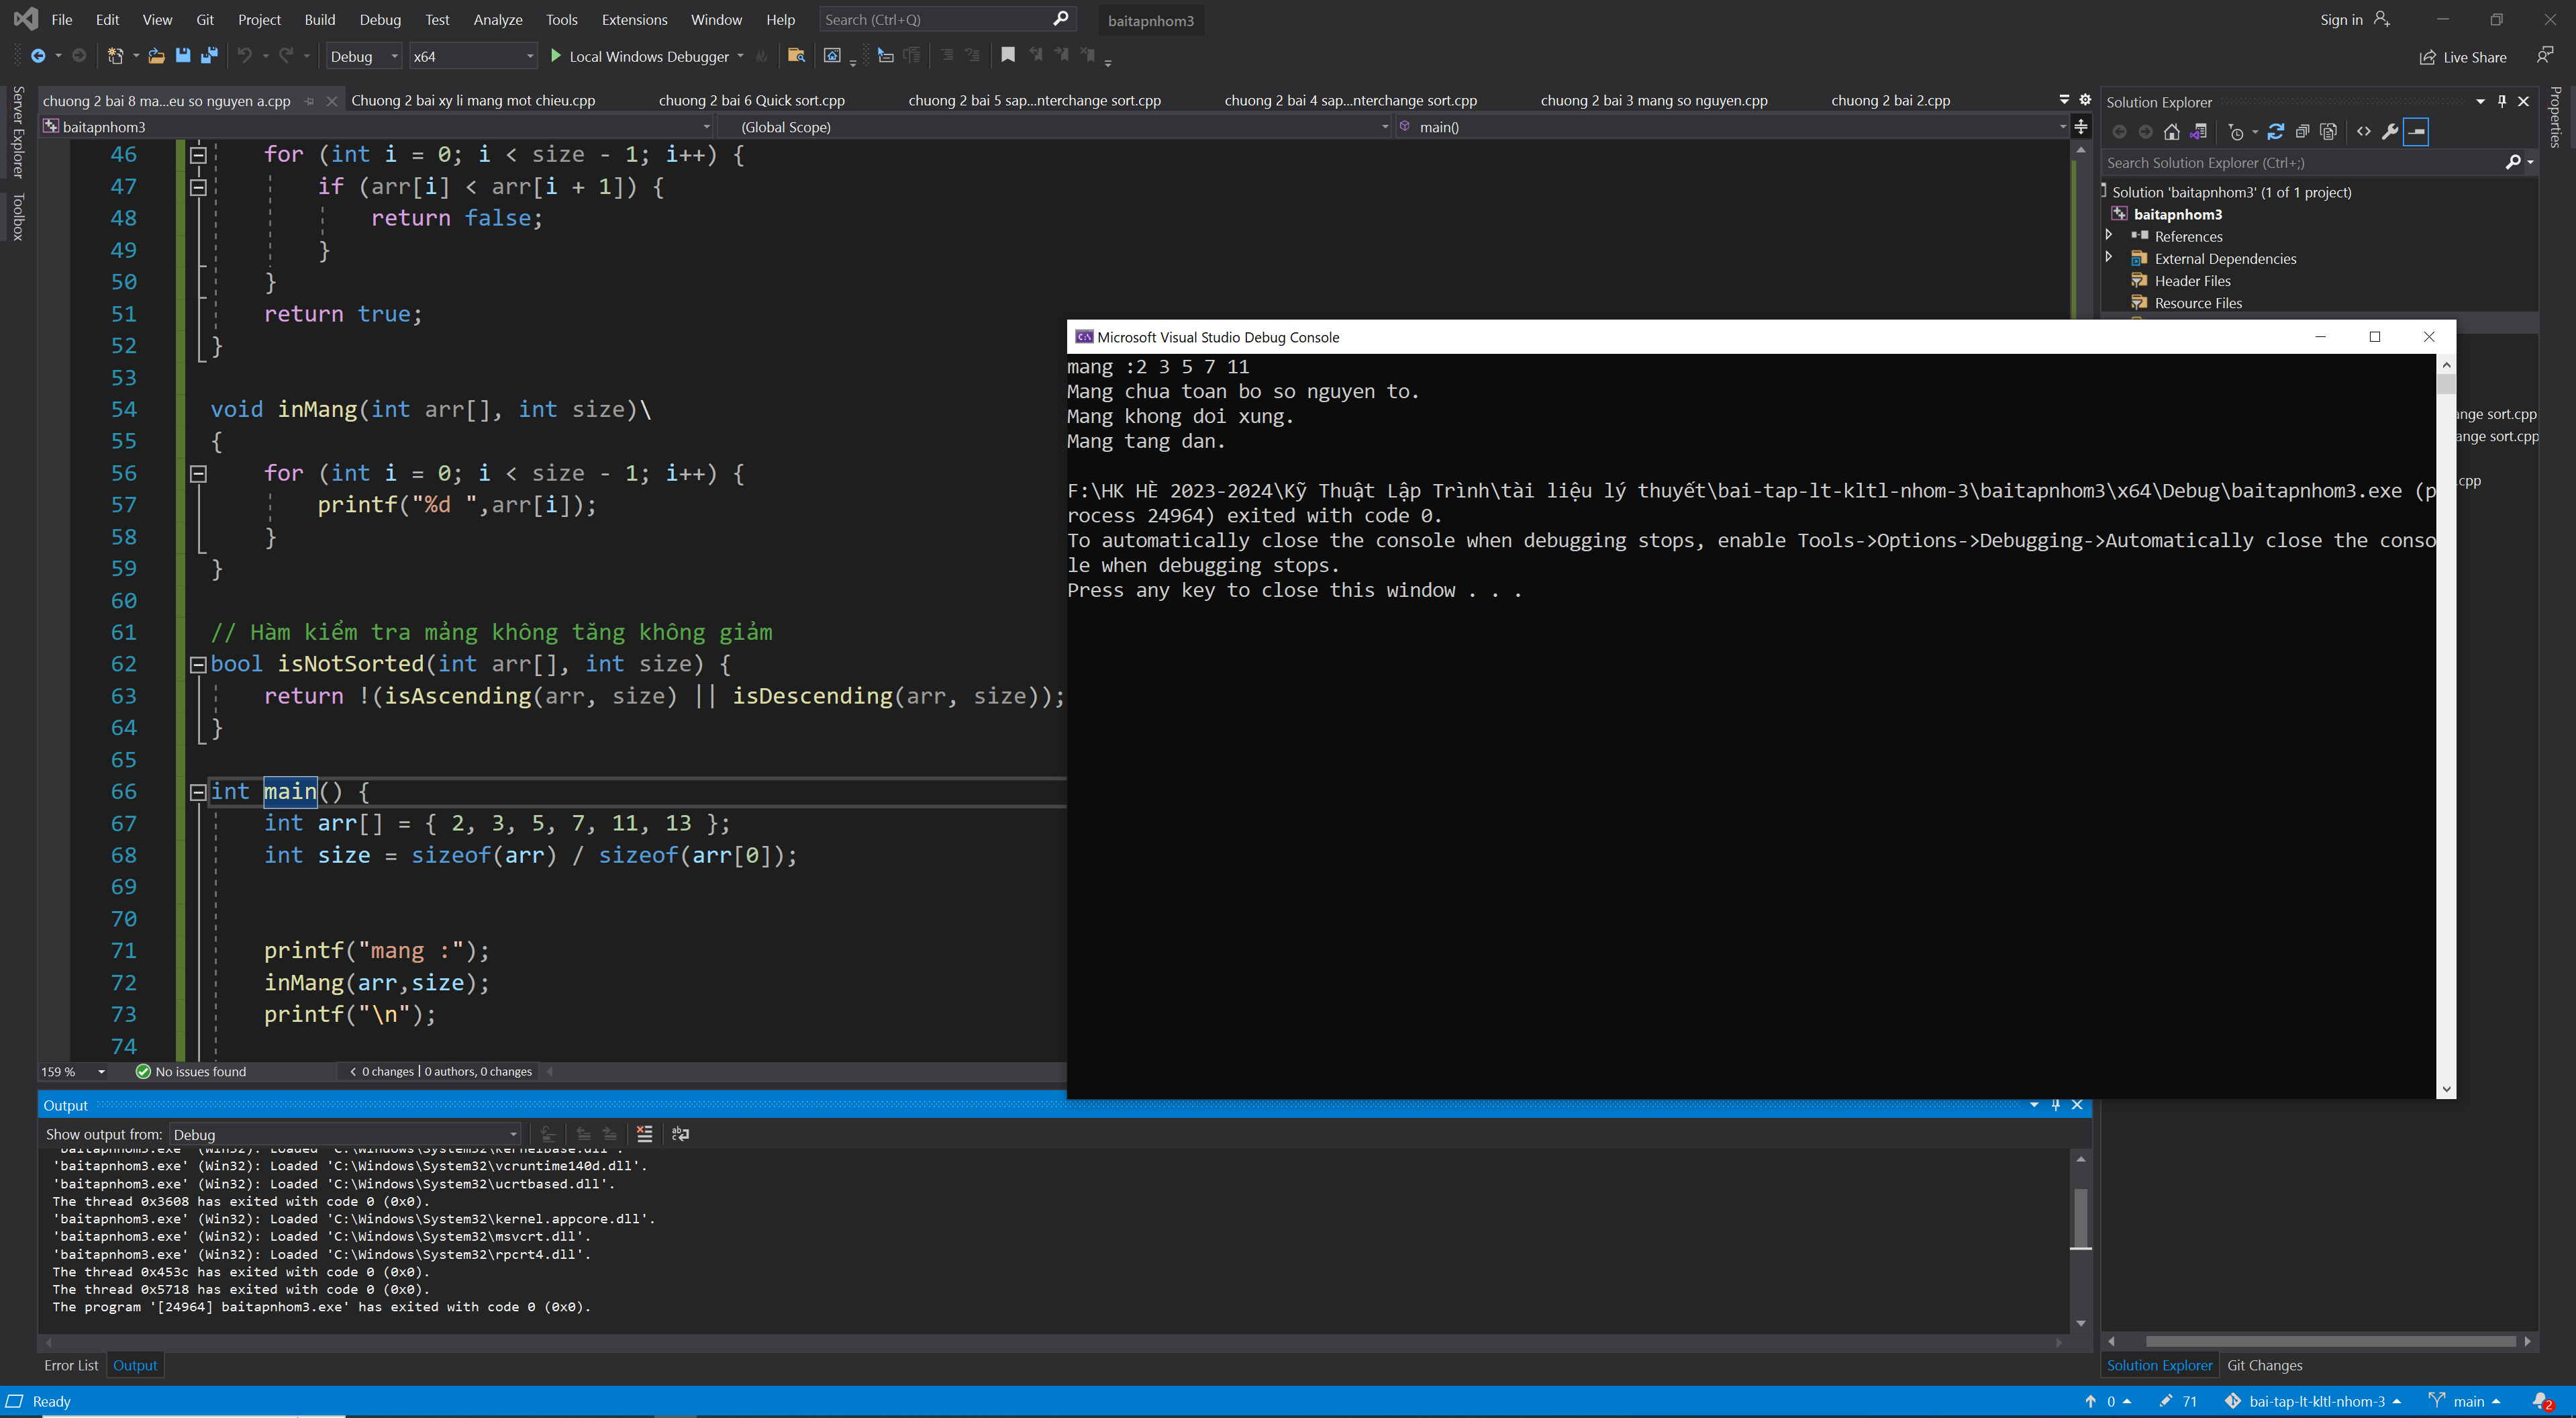 File Edit View Git Project Build Debug Test Analyze Tools Extensions Window Help Search (Ctrl+Q) baitapnhom3 Sign in
Debug x64 Local Windows Debugger Live Share
Server Explorer
Toolbox
chuong 2 bai 8 ma...eu so nguyen a.cpp Chuong 2 bai xy li mang mot chieu.cpp chuong 2 bai 6 Quick sort.cpp chuong 2 bai 5 sap...nterchange sort.cpp chuong 2 bai 4 sap...nterchange sort.cpp chuong 2 bai 3 mang so nguyen.cpp chuong 2 bai 2.cpp
baitapnhom3 (Global Scope) main()
46 for (int i = 0; i < size - 1; i++) {
47 if (arr[i] < arr[i + 1]) {
48 return false;
49 }
50 }
51 return true;
52 }
53
54 void inMang(int arr[], int size)\
55 {
56 for (int i = 0; i < size - 1; i++) {
57 printf("%d ",arr[i]);
58 }
59 }
60
61 // Hàm kiểm tra mảng không tăng không giảm
62 bool isNotSorted(int arr[], int size) {
63 return !(isAscending(arr, size) || isDescending(arr, size));
64 }
65
66 int main() {
67 int arr[] = { 2, 3, 5, 7, 11, 13 };
68 int size = sizeof(arr) / sizeof(arr[0]);
69
70
71 printf("mang :");
72 inMang(arr,size);
73 printf("\n");
74
159 % No issues found < 0 changes | 0 authors, 0 changes
Microsoft Visual Studio Debug Console
mang :2 3 5 7 11
Mang chua toan bo so nguyen to.
Mang khong doi xung.
Mang tang dan.
F:\HK HÈ 2023-2024\Kỹ Thuật Lập Trình\tài liệu lý thuyết\bai-tap-lt-kltl-nhom-3\baitapnhom3\x64\Debug\baitapnhom3.exe (p
rocess 24964) exited with code 0.
To automatically close the console when debugging stops, enable Tools->Options->Debugging->Automatically close the conso
le when debugging stops.
Press any key to close this window . . .
Solution Explorer
Search Solution Explorer (Ctrl+;)
Solution 'baitapnhom3' (1 of 1 project)
baitapnhom3
References
External Dependencies
Header Files
Resource Files
ange sort.cpp
ange sort.cpp
.cpp
Properties
Output
Show output from: Debug
'baitapnhom3.exe' (Win32): Loaded 'C:\Windows\System32\KernelBase.dll'.
'baitapnhom3.exe' (Win32): Loaded 'C:\Windows\System32\vcruntime140d.dll'.
'baitapnhom3.exe' (Win32): Loaded 'C:\Windows\System32\ucrtbased.dll'.
The thread 0x3608 has exited with code 0 (0x0).
'baitapnhom3.exe' (Win32): Loaded 'C:\Windows\System32\kernel.appcore.dll'.
'baitapnhom3.exe' (Win32): Loaded 'C:\Windows\System32\msvcrt.dll'.
'baitapnhom3.exe' (Win32): Loaded 'C:\Windows\System32\rpcrt4.dll'.
The thread 0x453c has exited with code 0 (0x0).
The thread 0x5718 has exited with code 0 (0x0).
The program '[24964] baitapnhom3.exe' has exited with code 0 (0x0).
Error List Output
Solution Explorer Git Changes
Ready 0 71 bai-tap-lt-kltl-nhom-3 main 2